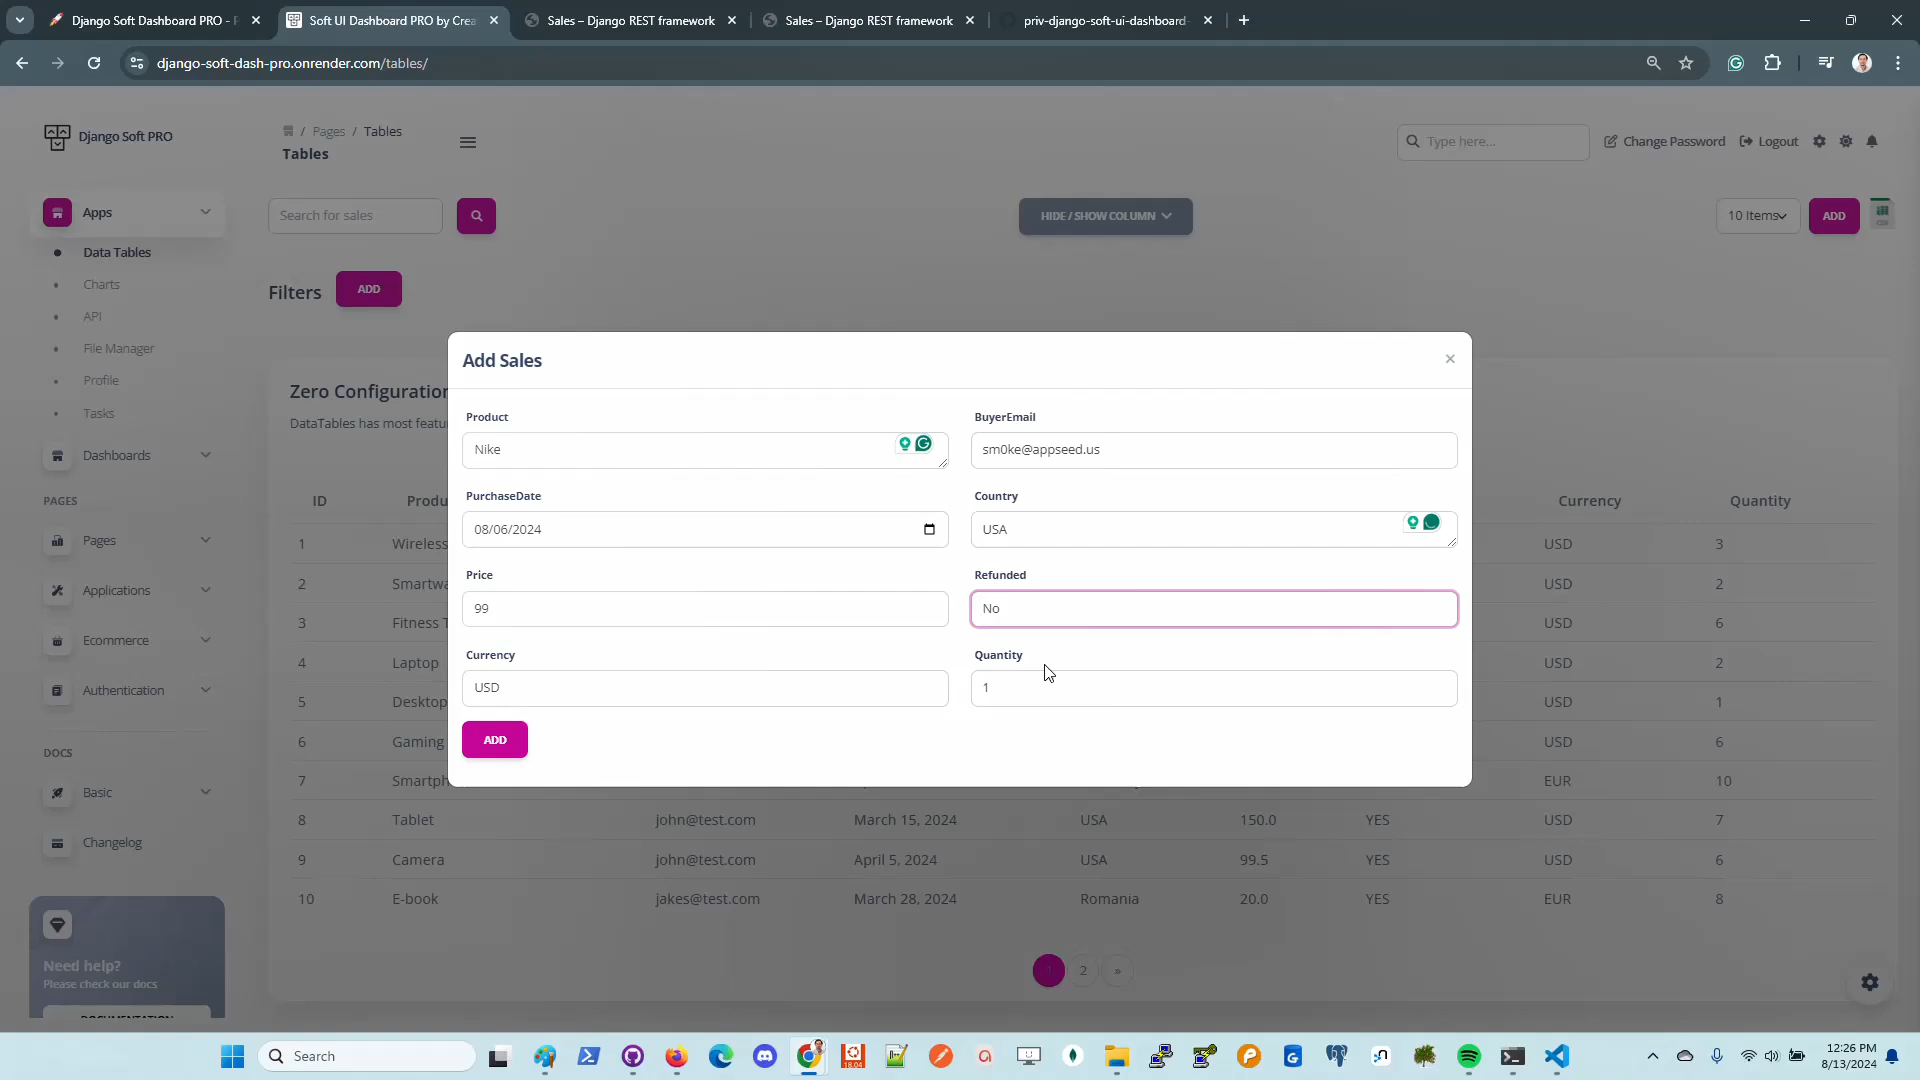 Django Soft Dashboard PRO - P
Soft UI Dashboard PRO by Crea
Sales – Django REST framework
Sales – Django REST framework
priv-django-soft-ui-dashboard-
django-soft-dash-pro.onrender.com/tables/
Django Soft PRO
/ Pages / Tables
Tables
Type here...
Change Password
Logout
Apps
Search for sales
HIDE / SHOW COLUMN
10 Items
ADD
CSV
Data Tables
Charts
API
File Manager
Profile
Tasks
Dashboards
PAGES
Pages
Applications
Ecommerce
Authentication
DOCS
Basic
Changelog
Need help?
Please check our docs
DOCUMENTATION
Filters
ADD
Zero Configuration
DataTables has most featu
Add Sales
×
Product
BuyerEmail
Nike
sm0ke@appseed.us
PurchaseDate
Country
08/06/2024
USA
Price
Refunded
99
No
Currency
Quantity
USD
1
ADD
ID Produ Currency Quantity
1 Wireless USD 3
2 Smartwa USD 2
3 Fitness T USD 6
4 Laptop USD 2
5 Desktop USD 1
6 Gaming USD 6
7 Smartph EUR 10
8 Tablet john@test.com March 15, 2024 USA 150.0 YES USD 7
9 Camera john@test.com April 5, 2024 USA 99.5 YES USD 6
10 E-book jakes@test.com March 28, 2024 Romania 20.0 YES EUR 8
1 2 »
Search
18.04
12:26 PM
8/13/2024